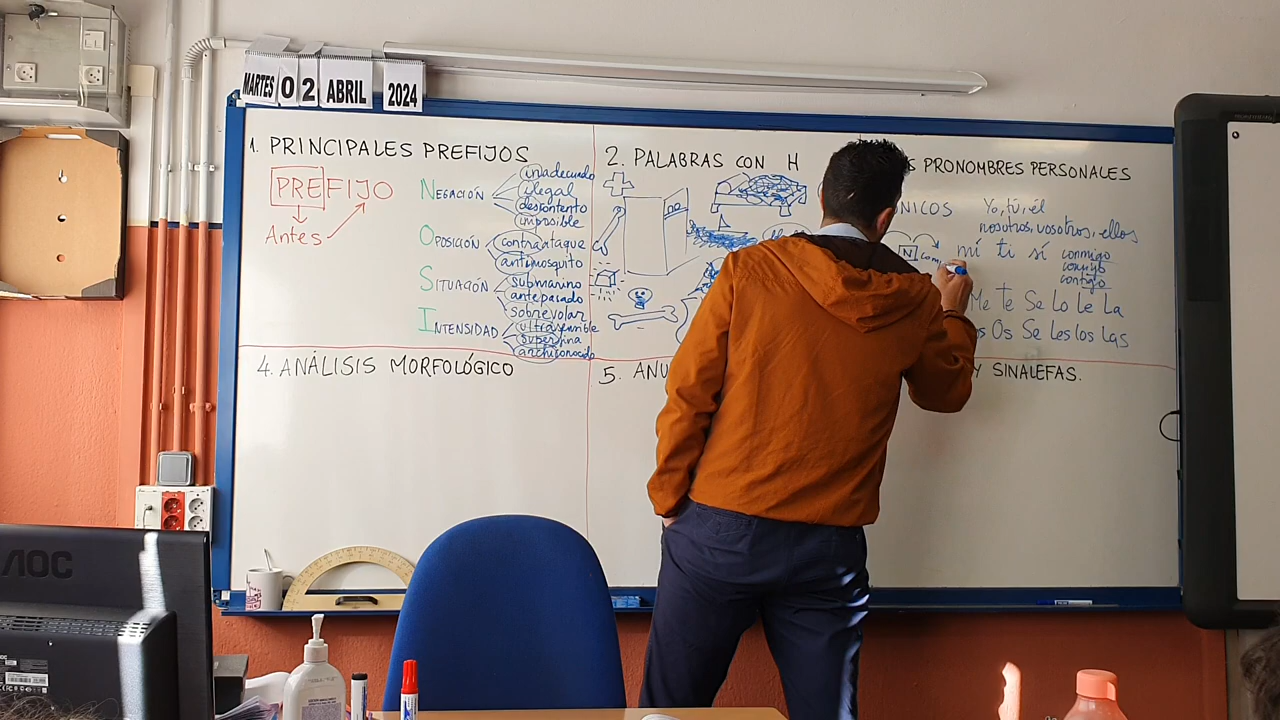 MARTES 02 ABRIL 2024
1. PRINCIPALES PREFIJOS
PREFIJO
Antes
NEGACIÓN
inadecuado
ilegal
descontento
imposible
OPOSICIÓN
contraataque
antimosquito
SITUACIÓN
submarino
antepasado
sobrevolar
INTENSIDAD
ultrasensible
superfina
archiconocido
2. PALABRAS CON H
PRONOMBRES PERSONALES
NICOS
Yo, tú, él
nosotros, vosotros, ellos
N
mí ti sí conmigo
consigo
contigo
Me te Se lo le la
Os Se les los las
4. ANÁLISIS MORFOLÓGICO
5. ANU
Y SINALEFAS.
AOC